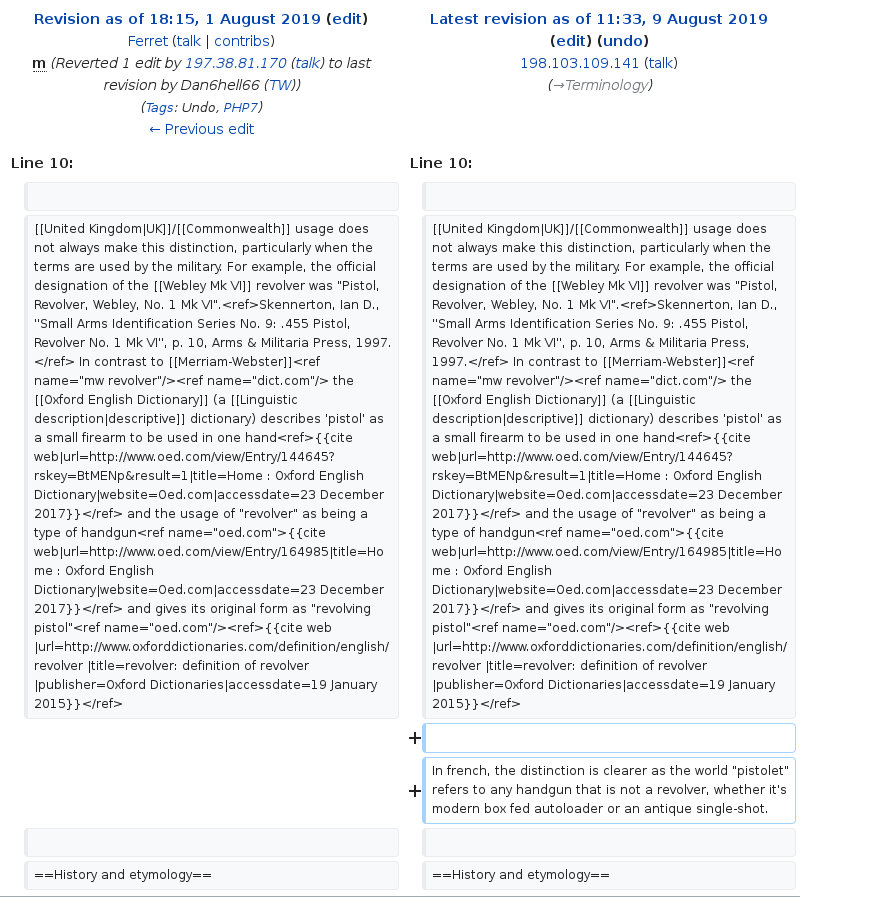 Revision as of 18:15, 1 August 2019 (edit)
Ferret (talk | contribs)
m (Reverted 1 edit by 197.38.81.170 (talk) to last
revision by Dan6hell66 (TW))
(Tags: Undo, PHP7)
← Previous edit
Latest revision as of 11:33, 9 August 2019
(edit) (undo)
198.103.109.141 (talk)
(→Terminology)
Line 10:
[[United Kingdom|UK]]/[[Commonwealth]] usage does
not always make this distinction, particularly when the
terms are used by the military. For example, the official
designation of the [[Webley Mk VI]] revolver was "Pistol,
Revolver, Webley, No. 1 Mk VI".<ref>Skennerton, Ian D.,
''Small Arms Identification Series No. 9: .455 Pistol,
Revolver No. 1 Mk VI'', p. 10, Arms & Militaria Press, 1997.
</ref> In contrast to [[Merriam-Webster]]<ref
name="mw revolver"/><ref name="dict.com"/> the
[[Oxford English Dictionary]] (a [[Linguistic
description|descriptive]] dictionary) describes 'pistol' as
a small firearm to be used in one hand<ref>{{cite
web|url=http://www.oed.com/view/Entry/144645?
rskey=BtMENp&result=1|title=Home : Oxford English
Dictionary|website=Oed.com|accessdate=23 December
2017}}</ref> and the usage of "revolver" as being a
type of handgun<ref name="oed.com">{{cite
web|url=http://www.oed.com/view/Entry/164985|title=Ho
me : Oxford English
Dictionary|website=Oed.com|accessdate=23 December
2017}}</ref> and gives its original form as "revolving
pistol"<ref name="oed.com"/><ref>{{cite web
|url=http://www.oxforddictionaries.com/definition/english/
revolver |title=revolver: definition of revolver
|publisher=Oxford Dictionaries|accessdate=19 January
2015}}</ref>
==History and etymology==
Line 10:
[[United Kingdom|UK]]/[[Commonwealth]] usage does
not always make this distinction, particularly when the
terms are used by the military. For example, the official
designation of the [[Webley Mk VI]] revolver was "Pistol,
Revolver, Webley, No. 1 Mk VI".<ref>Skennerton, Ian D.,
''Small Arms Identification Series No. 9: .455 Pistol,
Revolver No. 1 Mk VI'', p. 10, Arms & Militaria Press,
1997.</ref> In contrast to [[Merriam-Webster]]<ref
name="mw revolver"/><ref name="dict.com"/> the
[[Oxford English Dictionary]] (a [[Linguistic
description|descriptive]] dictionary) describes 'pistol' as
a small firearm to be used in one hand<ref>{{cite
web|url=http://www.oed.com/view/Entry/144645?
rskey=BtMENp&result=1|title=Home : Oxford English
Dictionary|website=Oed.com|accessdate=23 December
2017}}</ref> and the usage of "revolver" as being a
type of handgun<ref name="oed.com">{{cite
web|url=http://www.oed.com/view/Entry/164985|title=Ho
me : Oxford English
Dictionary|website=Oed.com|accessdate=23 December
2017}}</ref> and gives its original form as "revolving
pistol"<ref name="oed.com"/><ref>{{cite web
|url=http://www.oxforddictionaries.com/definition/english/
revolver |title=revolver: definition of revolver
|publisher=Oxford Dictionaries|accessdate=19 January
2015}}</ref>
+
+
In french, the distinction is clearer as the world "pistolet"
refers to any handgun that is not a revolver, whether it's
modern box fed autoloader or an antique single-shot.
==History and etymology==